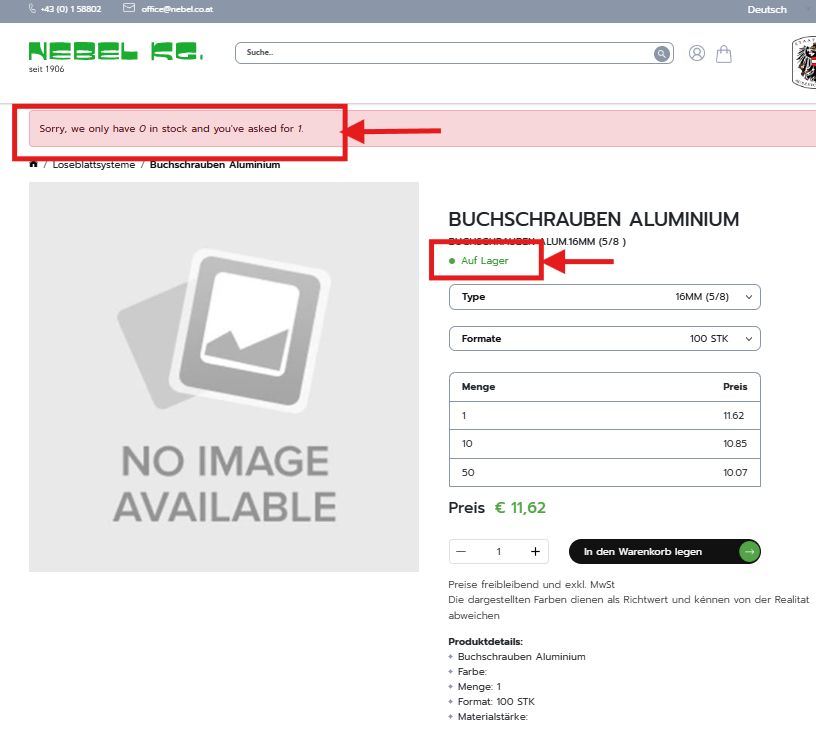 +43 (0) 1 58802 office@nebel.co.at Deutsch
NEBEL KG.
seit 1906
Suche..
Sorry, we only have 0 in stock and you've asked for 1.
/ Loseblattsysteme / Buchschrauben Aluminium
NO IMAGE
AVAILABLE
BUCHSCHRAUBEN ALUMINIUM
BUCHSCHRAUBEN ALUM.16MM (5/8 )
Auf Lager
Type 16MM (5/8)
Formate 100 STK
Menge Preis
1 11.62
10 10.85
50 10.07
Preis € 11,62
1 In den Warenkorb legen
Preise freibleibend und exkl. MwSt
Die dargestellten Farben dienen als Richtwert und kénnen von der Realitat
abweichen
Produktdetails:
Buchschrauben Aluminium
Farbe:
Menge: 1
Format: 100 STK
Materialstärke: